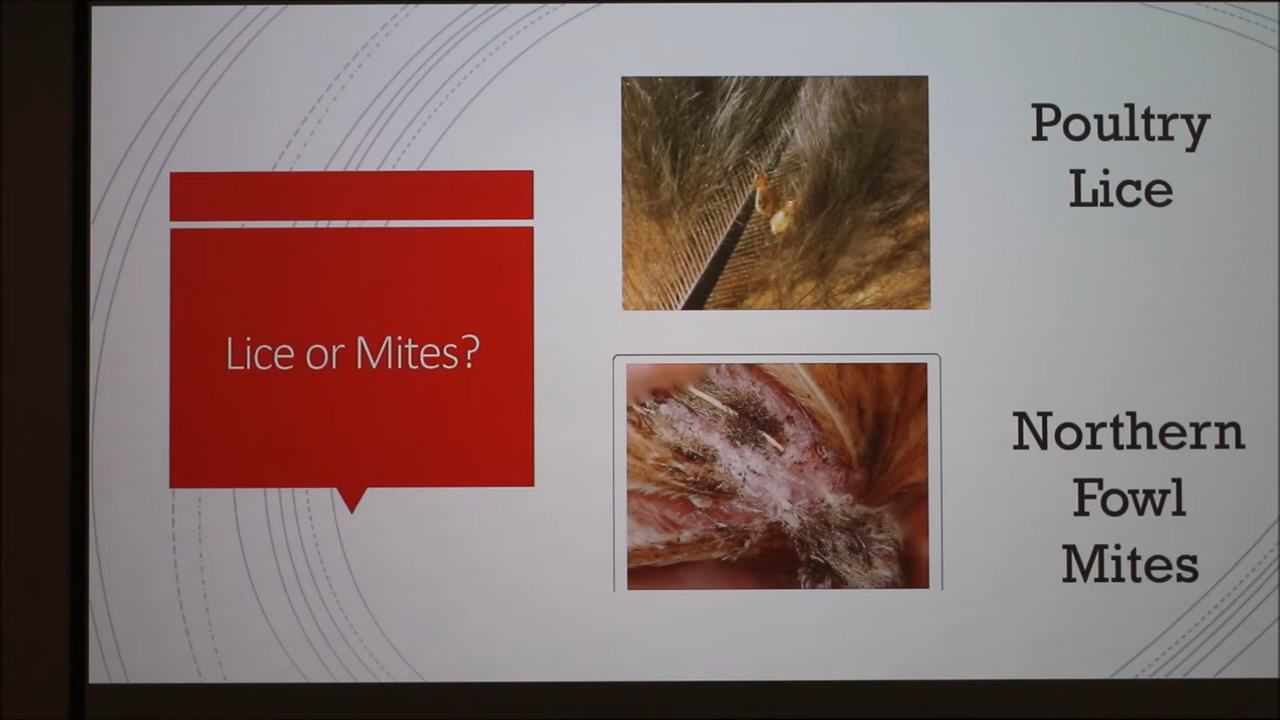 Lice or Mites?
Poultry
Lice
Northern
Fowl
Mites